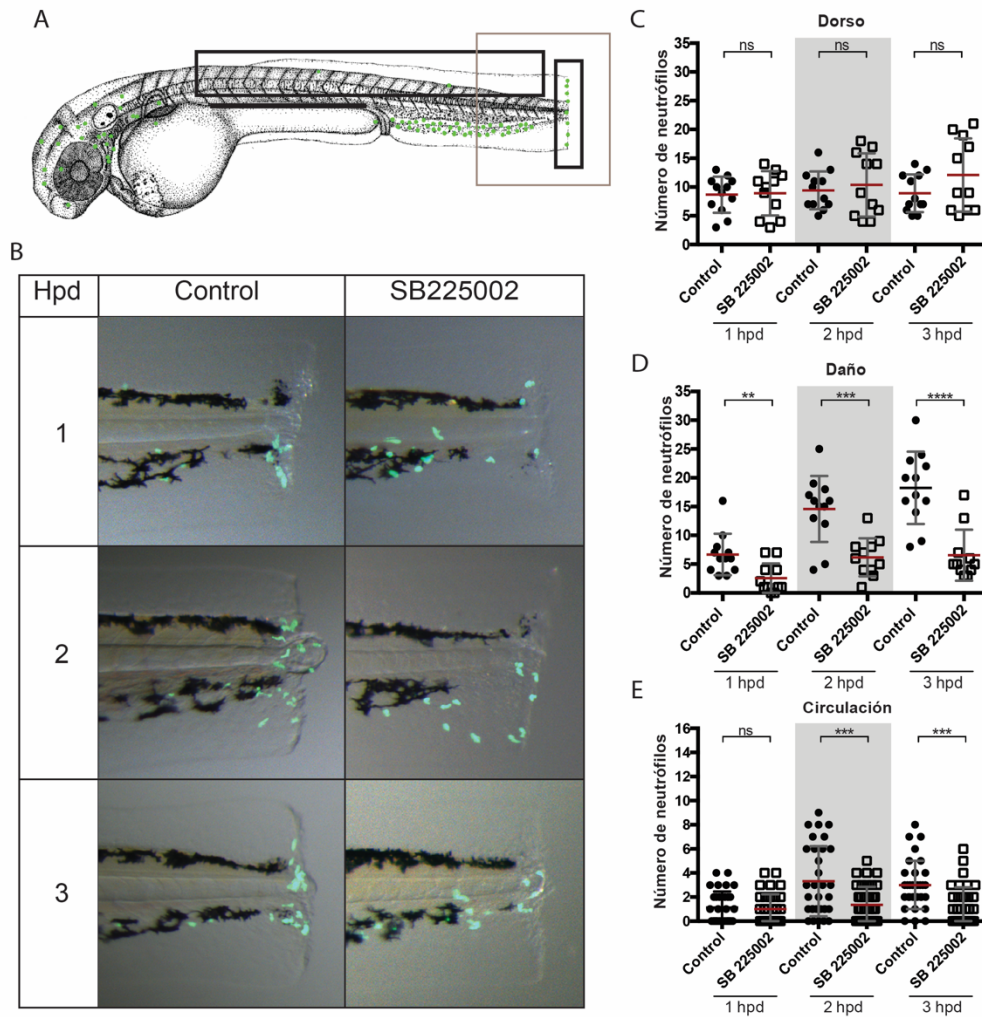 A
B
Hpd Control SB225002
1
2
3
C
Dorso
Número de neutrófilos
35
30
25
20
15
10
5
0
ns ns ns
Control SB 225002 Control SB 225002 Control SB 225002
1 hpd 2 hpd 3 hpd
D
Daño
Número de neutrófilos
35
30
25
20
15
10
5
0
** *** ****
Control SB 225002 Control SB 225002 Control SB 225002
1 hpd 2 hpd 3 hpd
E
Circulación
Número de neutrófilos
16
14
12
10
8
6
4
2
0
ns *** ***
Control SB 225002 Control SB 225002 Control SB 225002
1 hpd 2 hpd 3 hpd